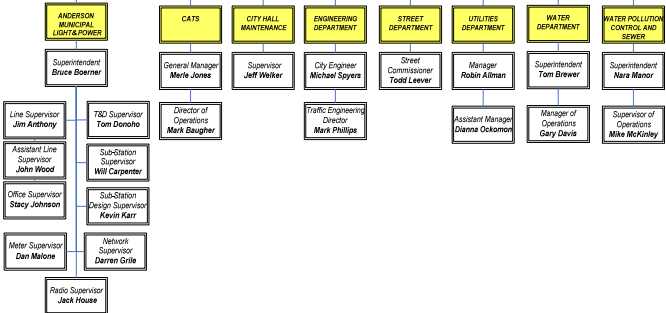 ANDERSON
MUNICIPAL
LIGHT&POWER
Superintendent
Bruce Boerner
Line Supervisor
Jim Anthony
T&D Supervisor
Tom Donoho
Assistant Line
Supervisor
John Wood
Sub-Station
Supervisor
Will Carpenter
Office Supervisor
Stacy Johnson
Sub-Station
Design Supervisor
Kevin Karr
Meter Supervisor
Dan Malone
Network
Supervisor
Darren Grile
Radio Supervisor
Jack House
CATS
General Manager
Merle Jones
Director of
Operations
Mark Baugher
CITY HALL
MAINTENANCE
Supervisor
Jeff Welker
ENGINEERING
DEPARTMENT
City Engineer
Michael Spyers
Traffic Engineering
Director
Mark Phillips
STREET
DEPARTMENT
Street
Commissioner
Todd Leever
UTILITIES
DEPARTMENT
Manager
Robin Allman
Assistant Manager
Dianna Ockomon
WATER
DEPARTMENT
Superintendent
Tom Brewer
Manager of
Operations
Gary Davis
WATER POLLUTION
CONTROL AND
SEWER
Superintendent
Nara Manor
Supervisor of
Operations
Mike McKinley